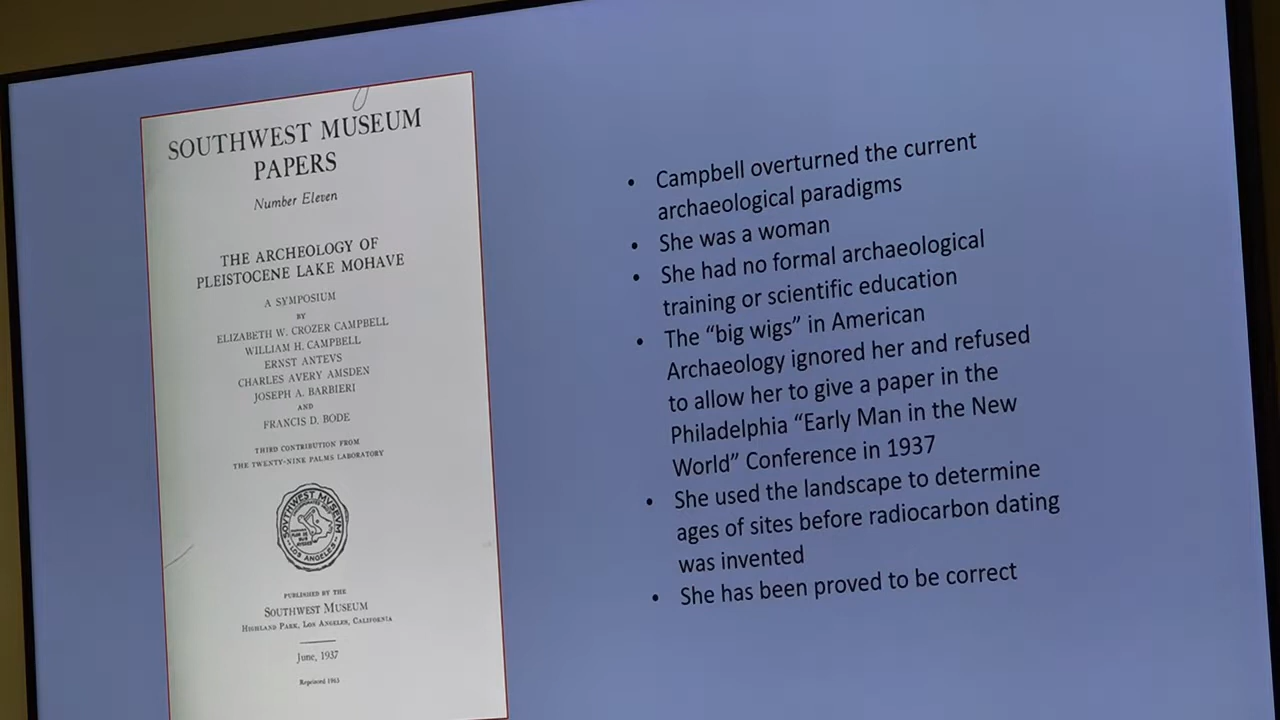 SOUTHWEST MUSEUM
PAPERS
Number Eleven
THE ARCHEOLOGY OF
PLEISTOCENE LAKE MOHAVE
A SYMPOSIUM
BY
ELIZABETH W. CROZER CAMPBELL
WILLIAM H. CAMPBELL
ERNST ANTEVS
CHARLES AVERY AMSDEN
JOSEPH A. BARBIERI
AND
FRANCIS D. BODE
THIRD CONTRIBUTION FROM
THE TWENTY-NINE PALMS LABORATORY
SOUTHWEST MUSEUM
LOS ANGELES
PUBLISHED BY THE
SOUTHWEST MUSEUM
HIGHLAND PARK, LOS ANGELES, CALIFORNIA
June, 1937
Reprinted 1963
• Campbell overturned the current
archaeological paradigms
• She was a woman
• She had no formal archaeological
training or scientific education
• The “big wigs” in American
Archaeology ignored her and refused
to allow her to give a paper in the
Philadelphia “Early Man in the New
World” Conference in 1937
• She used the landscape to determine
ages of sites before radiocarbon dating
was invented
• She has been proved to be correct